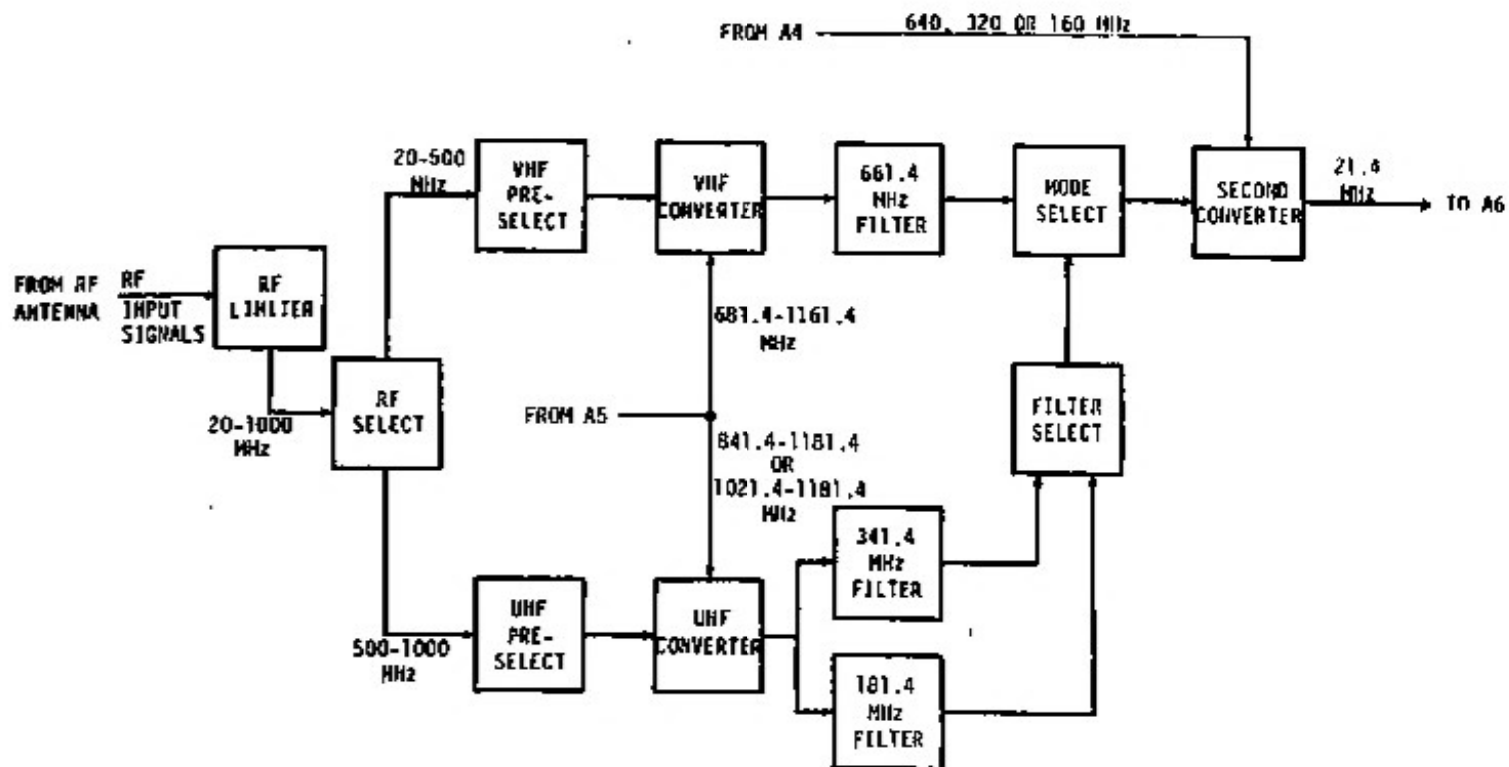 FROM A4
640, 320 OR 160 MHz
20-500
MHz
VHF
PRE-
SELECT
VHF
CONVERTER
661.4
MHz
FILTER
MODE
SELECT
SECOND
CONVERTER
21.4
MHz
TO A6
FROM RF
ANTENNA
RF
INPUT
SIGNALS
RF
LIMITER
20-1000
MHz
RF
SELECT
681.4-1161.4
MHz
FROM A5
841.4-1181.4
OR
1021.4-1181.4
MHz
FILTER
SELECT
500-1000
MHz
UHF
PRE-
SELECT
UHF
CONVERTER
341.4
MHz
FILTER
181.4
MHz
FILTER